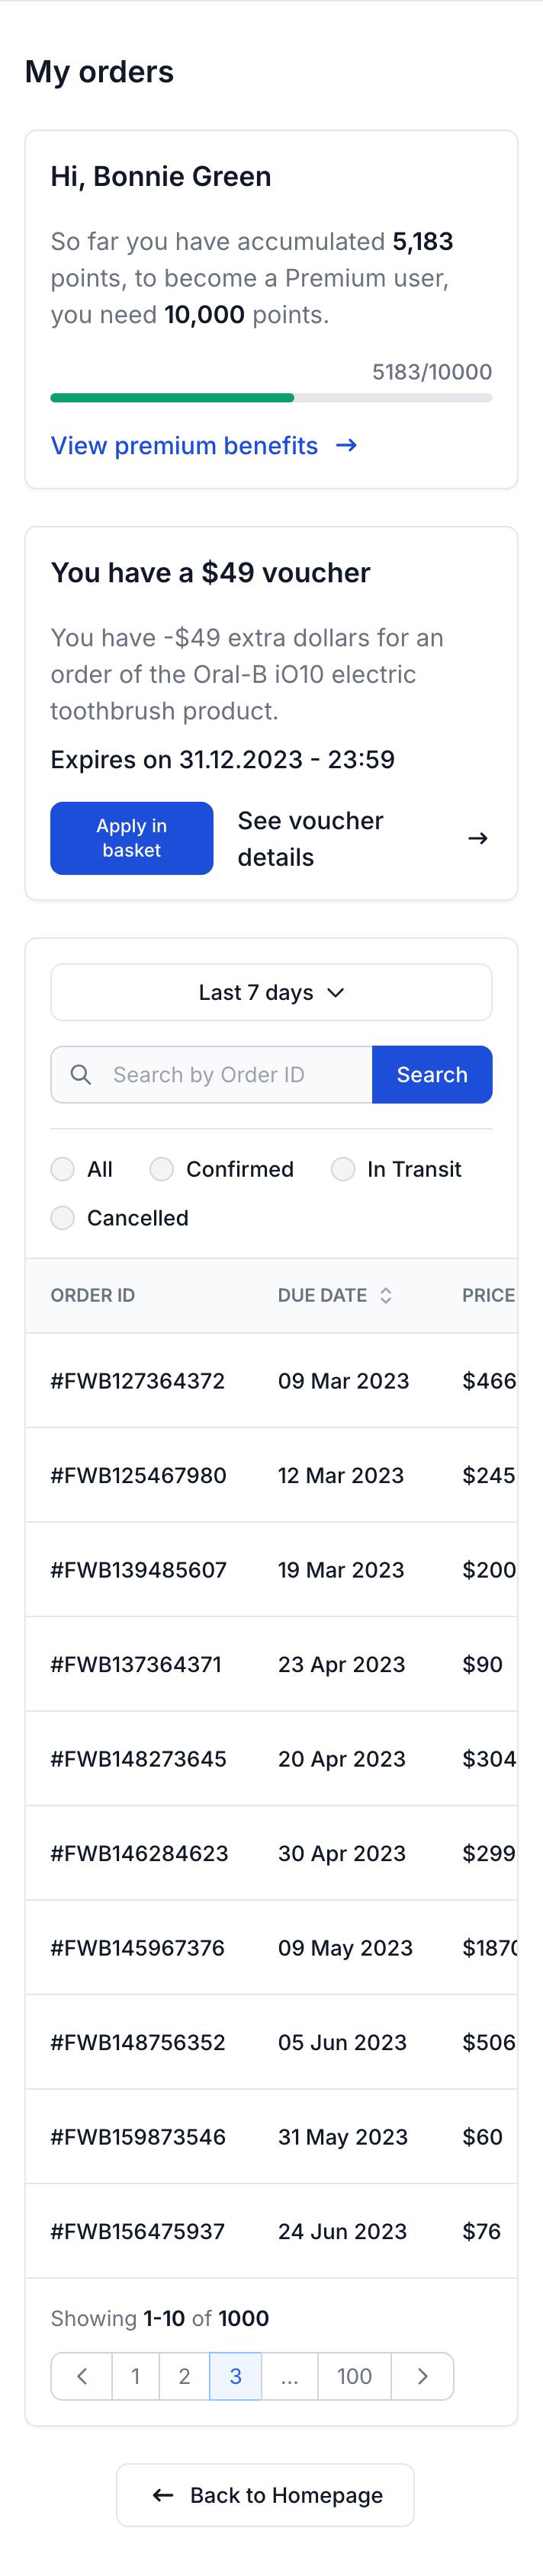 My orders
Hi, Bonnie Green
So far you have accumulated 5,183
points, to become a Premium user,
you need 10,000 points.
5183/10000
View premium benefits →
You have a $49 voucher
You have -$49 extra dollars for an
order of the Oral-B iO10 electric
toothbrush product.
Expires on 31.12.2023 - 23:59
Apply in
basket
See voucher
details →
Last 7 days
Search by Order ID Search
All Confirmed In Transit
Cancelled
ORDER ID DUE DATE PRICE
#FWB127364372 09 Mar 2023 $466
#FWB125467980 12 Mar 2023 $245
#FWB139485607 19 Mar 2023 $200
#FWB137364371 23 Apr 2023 $90
#FWB148273645 20 Apr 2023 $304
#FWB146284623 30 Apr 2023 $299
#FWB145967376 09 May 2023 $1870
#FWB148756352 05 Jun 2023 $506
#FWB159873546 31 May 2023 $60
#FWB156475937 24 Jun 2023 $76
Showing 1-10 of 1000
1 2 3 ... 100
← Back to Homepage